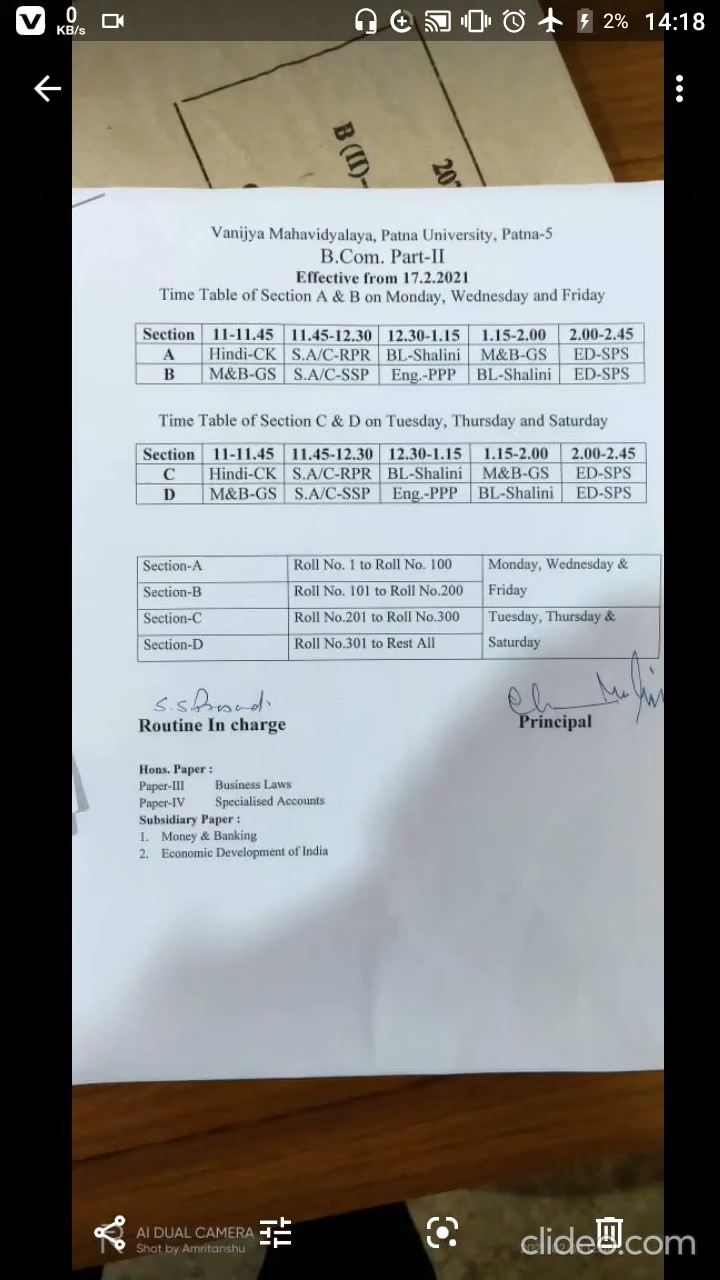 0
KB/s
2% 14:18
B (II)-
Vanijya Mahavidyalaya, Patna University, Patna-5
B.Com. Part-II
Effective from 17.2.2021
Time Table of Section A & B on Monday, Wednesday and Friday
Section 11-11.45 11.45-12.30 12.30-1.15 1.15-2.00 2.00-2.45
A Hindi-CK S.A/C-RPR BL-Shalini M&B-GS ED-SPS
B M&B-GS S.A/C-SSP Eng.-PPP BL-Shalini ED-SPS
Time Table of Section C & D on Tuesday, Thursday and Saturday
Section 11-11.45 11.45-12.30 12.30-1.15 1.15-2.00 2.00-2.45
C Hindi-CK S.A/C-RPR BL-Shalini M&B-GS ED-SPS
D M&B-GS S.A/C-SSP Eng.-PPP BL-Shalini ED-SPS
Section-A Roll No. 1 to Roll No. 100 Monday, Wednesday &
Section-B Roll No. 101 to Roll No.200 Friday
Section-C Roll No.201 to Roll No.300 Tuesday, Thursday &
Section-D Roll No.301 to Rest All Saturday
Routine In charge Principal
Hons. Paper :
Paper-III Business Laws
Paper-IV Specialised Accounts
Subsidiary Paper :
1. Money & Banking
2. Economic Development of India
AI DUAL CAMERA
Shot by Amritanshu
clideo.com